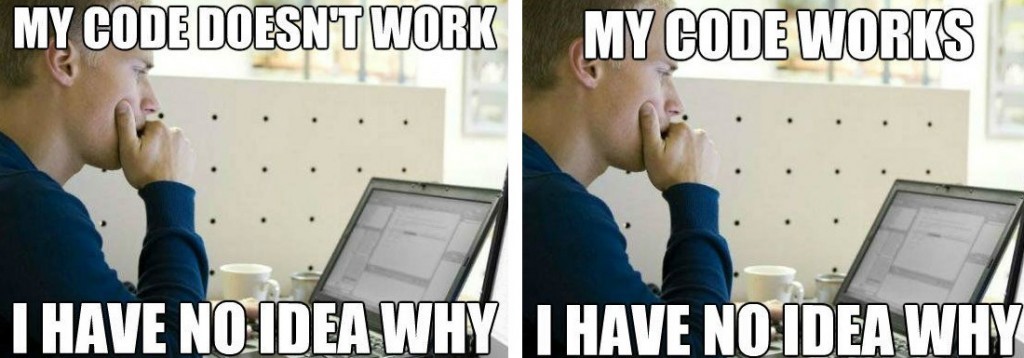 MY CODE DOESN'T WORK
I HAVE NO IDEA WHY
MY CODE WORKS
I HAVE NO IDEA WHY